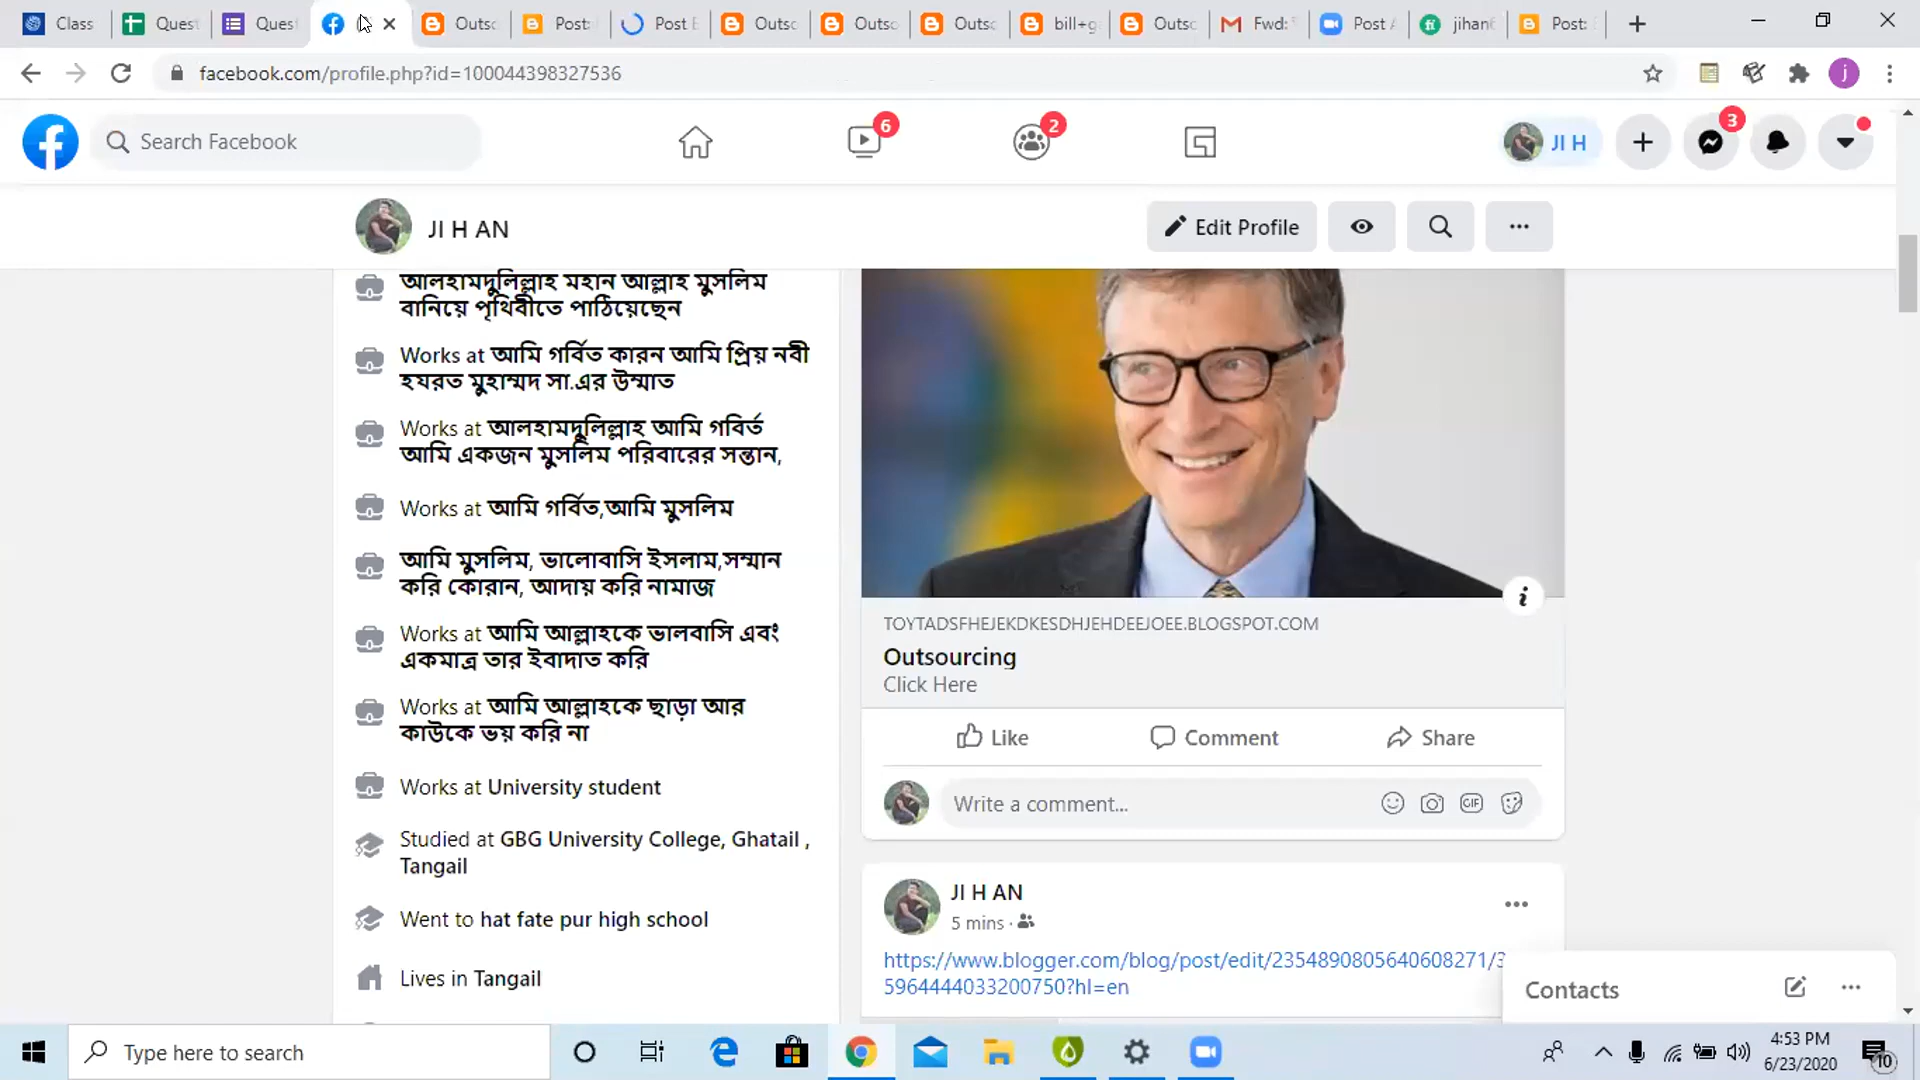 Class
Quest
Ques
Outso
Post:
Post E
Outso
Outso
Outso
bill+g
Outso
Fwd:
Post A
jihan
Post:
facebook.com/profile.php?id=100044398327536
j
Search Facebook
6
2
JI H
3
JI H AN
Edit Profile
আলহামদুলিল্লাহ মহান আল্লাহ মুসলিম
বানিয়ে পৃথিবীতে পাঠিয়েছেন
Works at আমি গর্বিত কারন আমি প্রিয় নবী
হযরত মুহাম্মদ সা.এর উম্মাত
Works at আলহামদুলিল্লাহ আমি গবির্ত
আমি একজন মুসলিম পরিবারের সন্তান,
Works at আমি গর্বিত,আমি মুসলিম
আমি মুসলিম, ভালোবাসি ইসলাম,সম্মান
করি কোরান, আদায় করি নামাজ
Works at আমি আল্লাহকে ভালবাসি এবং
একমাত্র তার ইবাদাত করি
Works at আমি আল্লাহকে ছাড়া আর
কাউকে ভয় করি না
Works at University student
Studied at GBG University College, Ghatail ,
Tangail
Went to hat fate pur high school
Lives in Tangail
TOYTADSFHEJEKDKESDHJEHDEEJOEE.BLOGSPOT.COM
Outsourcing
Click Here
Like
Comment
Share
Write a comment...
GIF
JI H AN
5 mins ·
https://www.blogger.com/blog/post/edit/2354890805640608271/3
5964444033200750?hl=en
Contacts
Type here to search
4:53 PM
6/23/2020
10